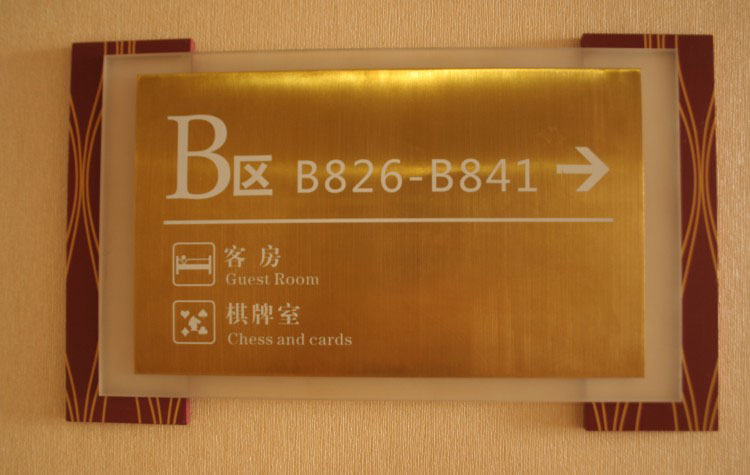 B区 B826-B841
客房
Guest Room
棋牌室
Chess and cards